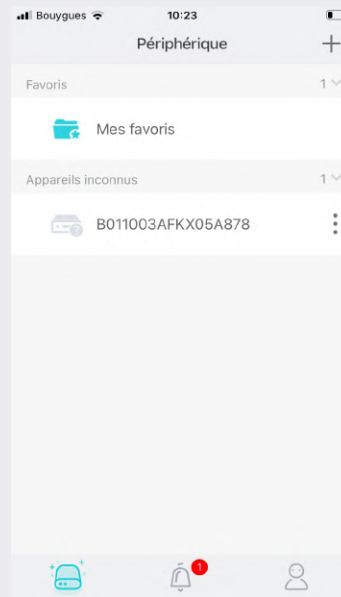 Bouygues 10:23
Périphérique
Favoris 1
Mes favoris
Appareils inconnus 1
B011003AFKX05A878
1